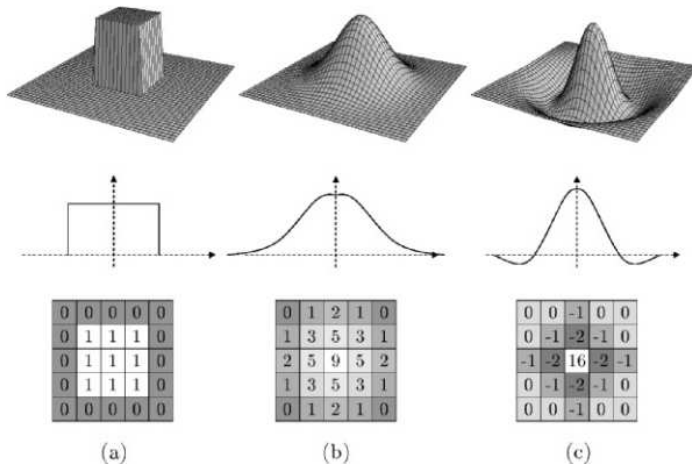 0 0 0 0 0
0 1 1 1 0
0 1 1 1 0
0 1 1 1 0
0 0 0 0 0
(a)
0 1 2 1 0
1 3 5 3 1
2 5 9 5 2
1 3 5 3 1
0 1 2 1 0
(b)
0 0 -1 0 0
0 -1 -2 -1 0
-1 -2 16 -2 -1
0 -1 -2 -1 0
0 0 -1 0 0
(c)